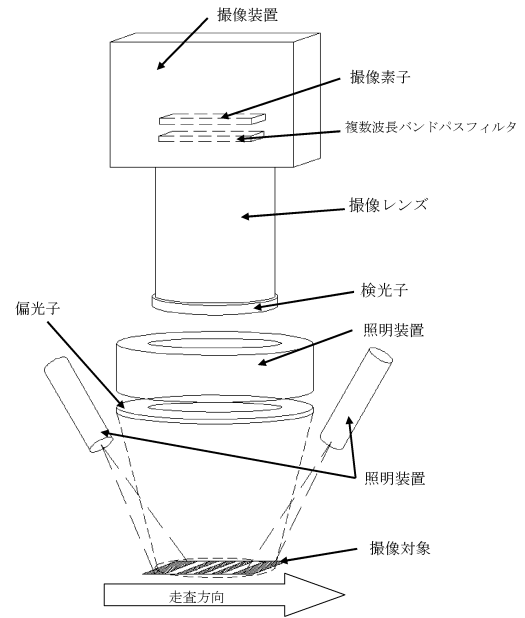 撮像装置
撮像素子
複数波長バンドパスフィルタ
撮像レンズ
検光子
偏光子
照明装置
照明装置
撮像対象
走査方向